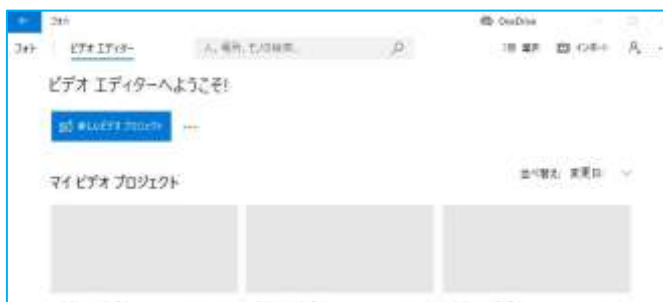 フォト
OneDrive
フォト ビデオ エディター 人、場所、モノの検索... 選択 インポート
ビデオ エディターへようこそ!
新しいビデオ プロジェクト ...
マイ ビデオ プロジェクト
並べ替え: 変更日